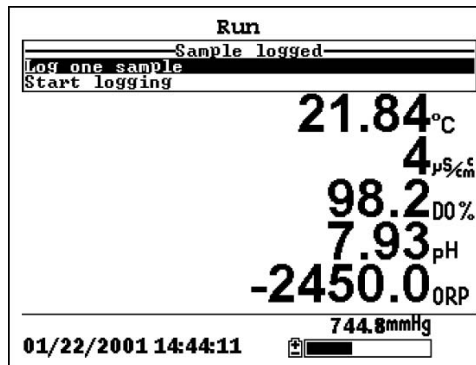 Run
Sample logged
Log one sample
Start logging
21.84°C
4µS/cm c
98.2DO%
7.93pH
-2450.0ORP
744.8mmHg
01/22/2001 14:44:11